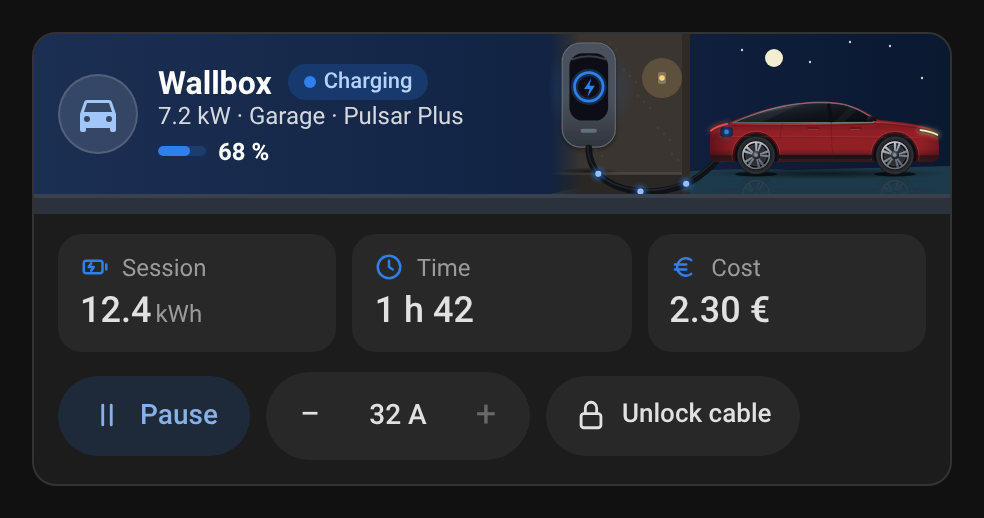 Wallbox
Charging
7.2 kW · Garage · Pulsar Plus
68 %
Session
12.4 kWh
Time
1 h 42
Cost
2.30 €
Pause
− 32 A +
Unlock cable